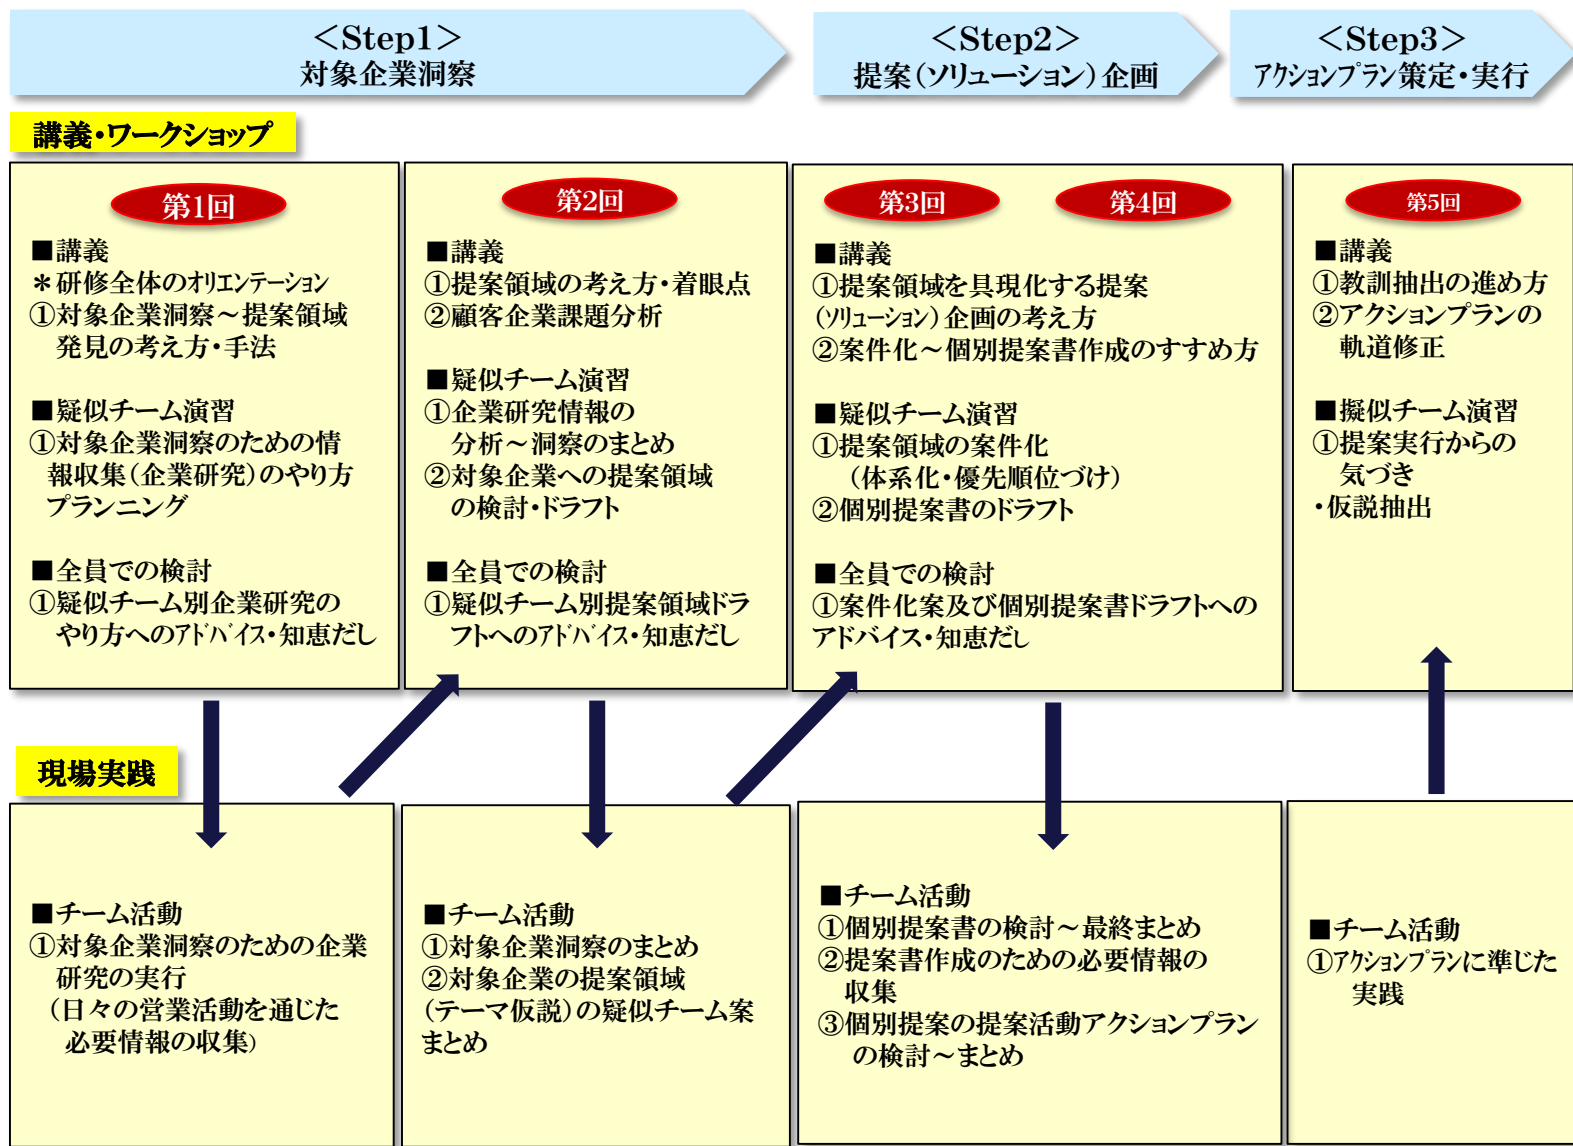 ＜Step1＞
対象企業洞察
＜Step2＞
提案（ソリューション）企画
＜Step3＞
アクションプラン策定・実行
講義・ワークショップ
第1回
■講義
＊研修全体のオリエンテーション
①対象企業洞察～提案領域
発見の考え方・手法
■疑似チーム演習
①対象企業洞察のための情
報収集（企業研究）のやり方
プランニング
■全員での検討
①疑似チーム別企業研究の
やり方へのアドバイス・知恵だし
第2回
■講義
①提案領域の考え方・着眼点
②顧客企業課題分析
■疑似チーム演習
①企業研究情報の
分析～洞察のまとめ
②対象企業への提案領域
の検討・ドラフト
■全員での検討
①疑似チーム別提案領域ドラ
フトへのアドバイス・知恵だし
第3回
第4回
■講義
①提案領域を具現化する提案
（ソリューション）企画の考え方
②案件化～個別提案書作成のすすめ方
■疑似チーム演習
①提案領域の案件化
（体系化・優先順位づけ）
②個別提案書のドラフト
■全員での検討
①案件化案及び個別提案書ドラフトへの
アドバイス・知恵だし
第5回
■講義
①教訓抽出の進め方
②アクションプランの
軌道修正
■擬似チーム演習
①提案実行からの
気づき
・仮説抽出
現場実践
■チーム活動
①対象企業洞察のための企業
研究の実行
（日々の営業活動を通じた
必要情報の収集）
■チーム活動
①対象企業洞察のまとめ
②対象企業の提案領域
（テーマ仮説）の疑似チーム案
まとめ
■チーム活動
①個別提案書の検討～最終まとめ
②提案書作成のための必要情報の
収集
③個別提案の提案活動アクションプラン
の検討～まとめ
■チーム活動
①アクションプランに準じた
実践